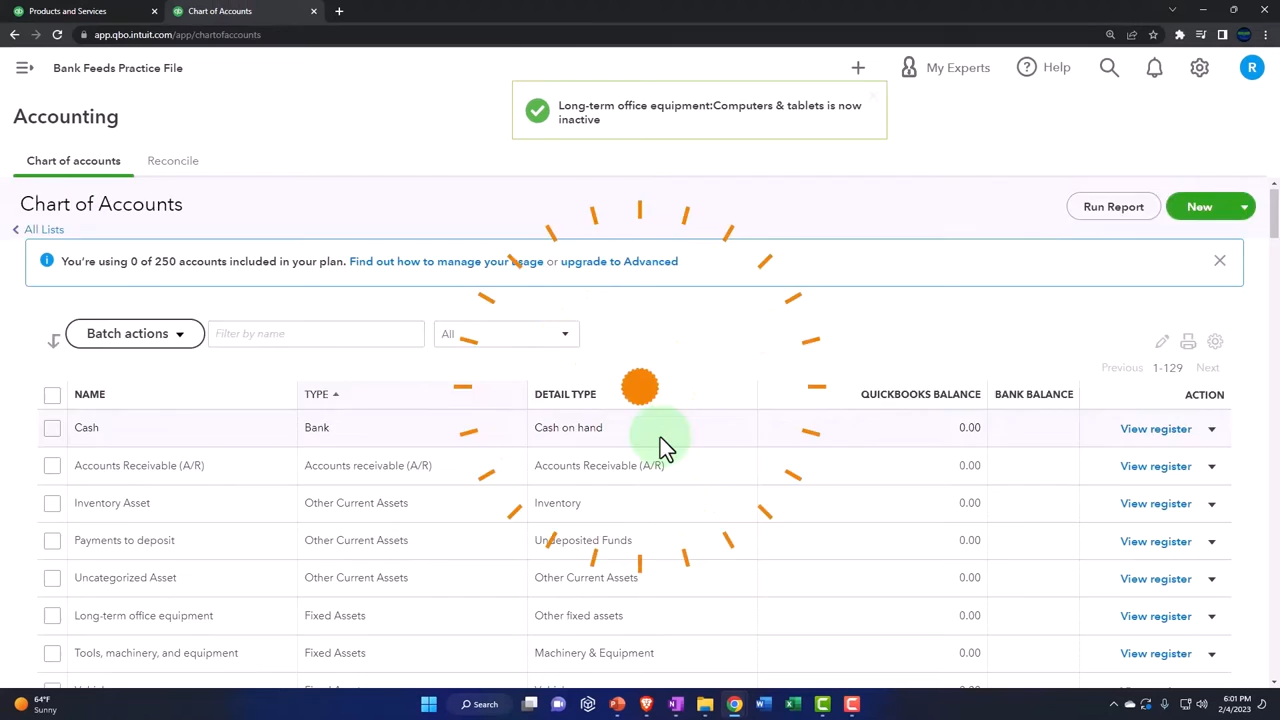 Products and Services
Chart of Accounts
app.qbo.intuit.com/app/chartofaccounts
Bank Feeds Practice File
My Experts
Help
R
Accounting
Long-term office equipment:Computers & tablets is now
inactive
Chart of accounts
Reconcile
Chart of Accounts
Run Report
New
All Lists
You're using 0 of 250 accounts included in your plan. Find out how to manage your usage or upgrade to Advanced
Batch actions
Filter by name
All
Previous 1-129 Next
NAME TYPE DETAIL TYPE QUICKBOOKS BALANCE BANK BALANCE ACTION
Cash Bank Cash on hand 0.00 View register
Accounts Receivable (A/R) Accounts receivable (A/R) Accounts Receivable (A/R) 0.00 View register
Inventory Asset Other Current Assets Inventory 0.00 View register
Payments to deposit Other Current Assets Undeposited Funds 0.00 View register
Uncategorized Asset Other Current Assets Other Current Assets 0.00 View register
Long-term office equipment Fixed Assets Other fixed assets 0.00 View register
Tools, machinery, and equipment Fixed Assets Machinery & Equipment 0.00 View register
64°F
Sunny
Search
6:01 PM
2/4/2023